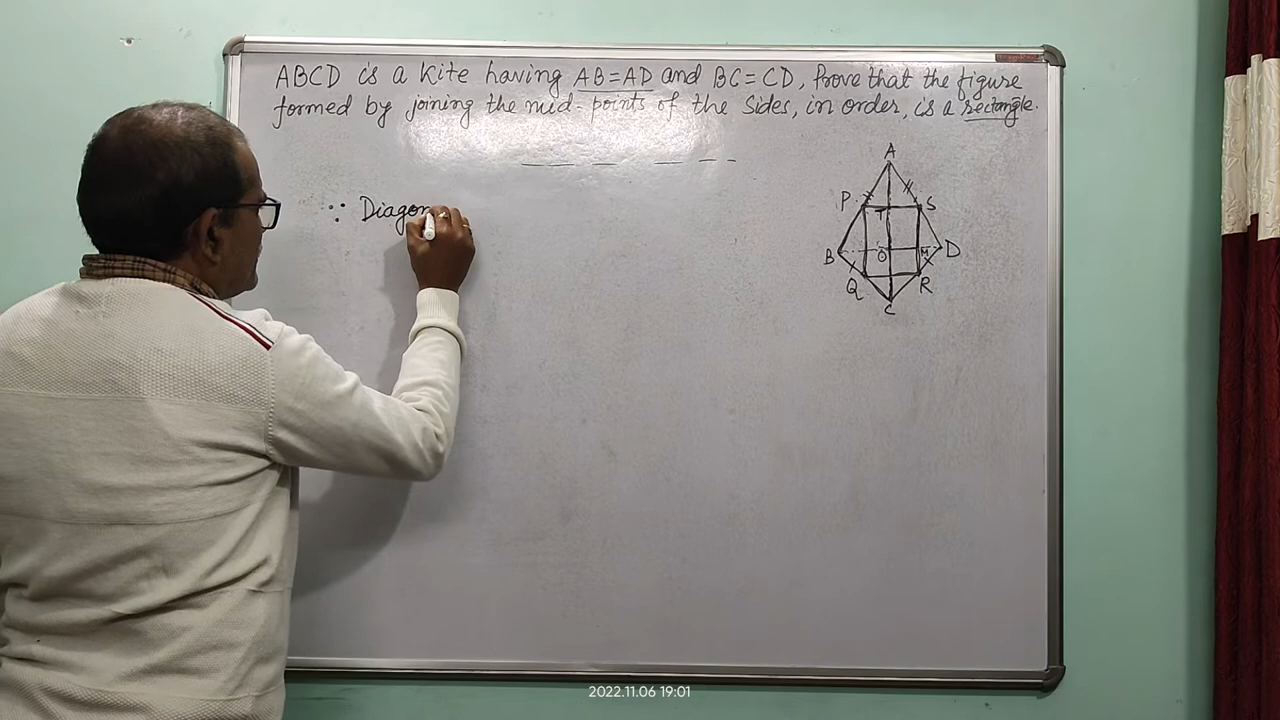 ABCD is a kite having AB=AD and BC=CD, Prove that the figure
formed by joining the mid-points of the sides, in order, is a rectangle.
A
P S
T
B O M D
Q R
C
∵ Diagon
2022.11.06 19:01